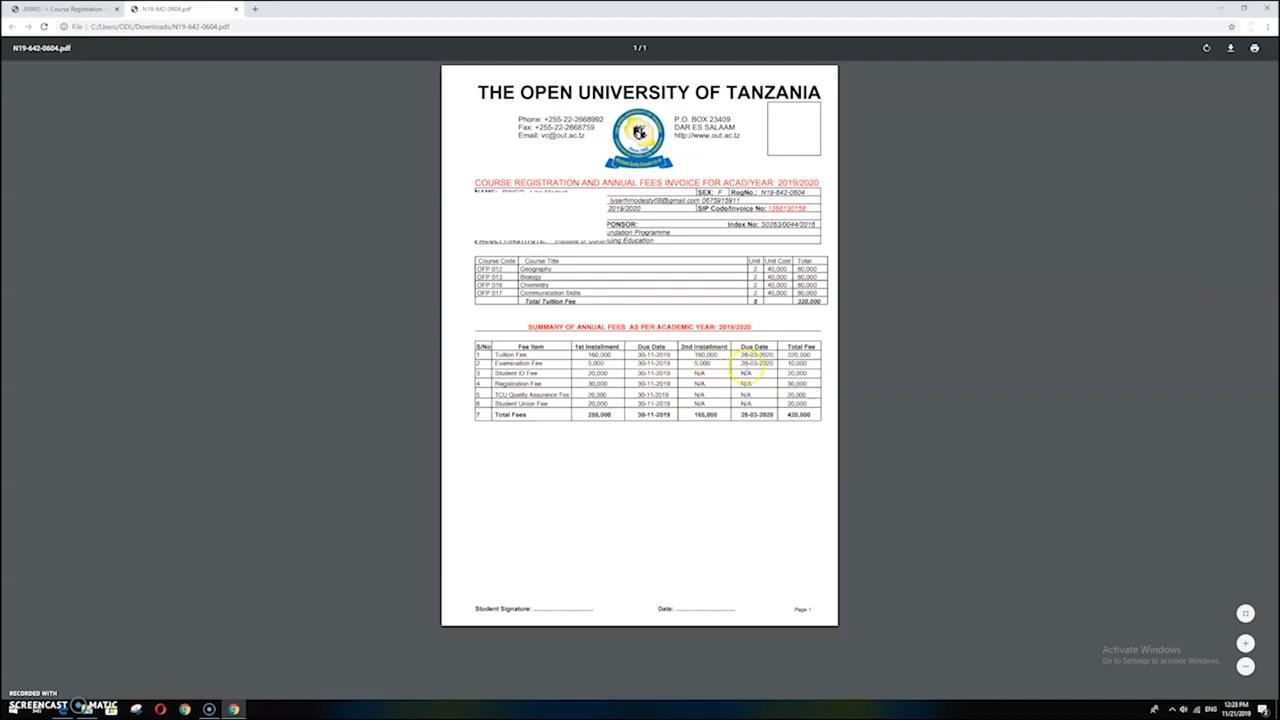 ARMIS -> Course Registration
N19-642-0604.pdf
File | C:/Users/ODL/Downloads/N19-642-0604.pdf
N19-642-0604.pdf
1 / 1
THE OPEN UNIVERSITY OF TANZANIA
Phone: +255-22-2668992
Fax: +255-22-2668759
Email: vc@out.ac.tz
P.O. BOX 23409
DAR ES SALAAM
http://www.out.ac.tz
COURSE REGISTRATION AND ANNUAL FEES INVOICE FOR ACAD/YEAR: 2019/2020
SEX: F RegNo.: N19-642-0604
lyserhmodesty08@gmail.com 0675915911
2019/2020 SIP Code/Invoice No: 1368130158
PONSOR: Index No: S0263/0044/2015
undation Programme
Education
Course Code Course Title Unit Unit Cost Total
OFP 012 Geography 2 40,000 80,000
OFP 013 Biology 2 40,000 80,000
OFP 016 Chemistry 2 40,000 80,000
OFP 017 Communication Skills 2 40,000 80,000
Total Tuition Fee 8 320,000
SUMMARY OF ANNUAL FEES AS PER ACADEMIC YEAR: 2019/2020
S/No Fee Item 1st Installment Due Date 2nd Installment Due Date Total Fee
1 Tuition Fee 160,000 30-11-2019 160,000 28-03-2020 320,000
2 Examination Fee 5,000 30-11-2019 5,000 28-03-2020 10,000
3 Student ID Fee 20,000 30-11-2019 N/A N/A 20,000
4 Registration Fee 30,000 30-11-2019 N/A N/A 30,000
5 TCU Quality Assurance Fee 20,000 30-11-2019 N/A N/A 20,000
6 Student Union Fee 20,000 30-11-2019 N/A N/A 20,000
7 Total Fees 255,000 30-11-2019 165,000 28-03-2020 420,000
Student Signature: Date: Page 1
Activate Windows
Go to Settings to activate Windows.
RECORDED WITH
SCREENCAST MATIC
ENG
12:28 PM
11/21/2019